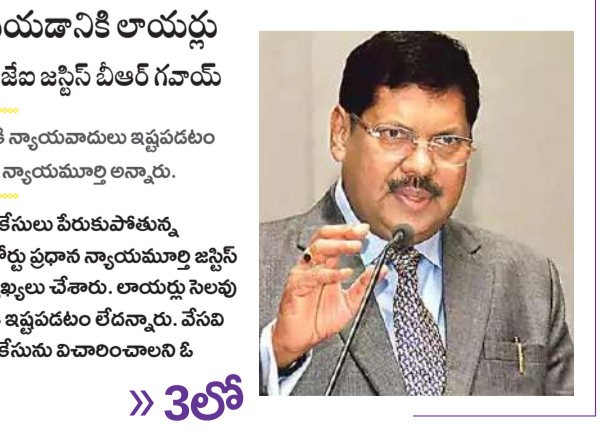 యడానికి లాయర్లు
జేఐ జస్టిస్ బీఆర్ గవాయ్
న్యాయవాదులు ఇష్టపడటం
న్యాయమూర్తి అన్నారు.
కేసులు పేరుకుపోతున్న
ప్రధాన న్యాయమూర్తి జస్టిస్
చేశారు. లాయర్లు సెలవు
ఇష్టపడటం లేదన్నారు. వేసవి
కేసును విచారించాలని ఓ
» 3లో